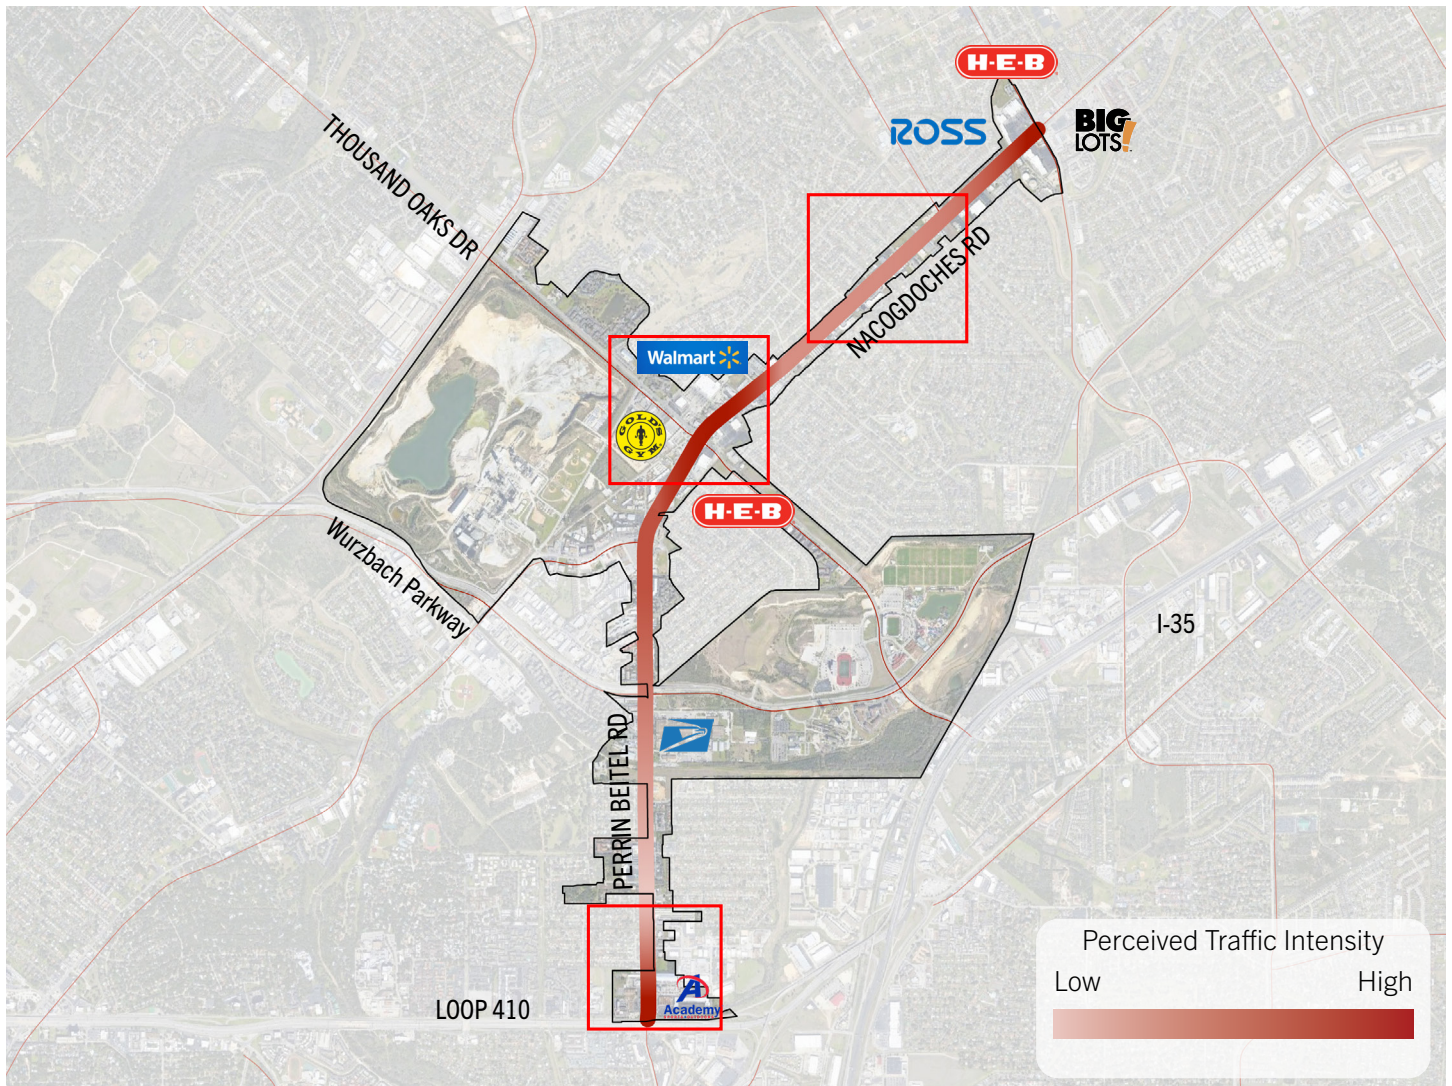 H-E-B
ROSS
BIG
LOTS!
THOUSAND OAKS DR
NACOGDOCHES RD
Walmart
GOLD'S
GYM
H-E-B
Wurzbach Parkway
I-35
PERRIN BEITEL RD
Academy
LOOP 410
Perceived Traffic Intensity
Low High